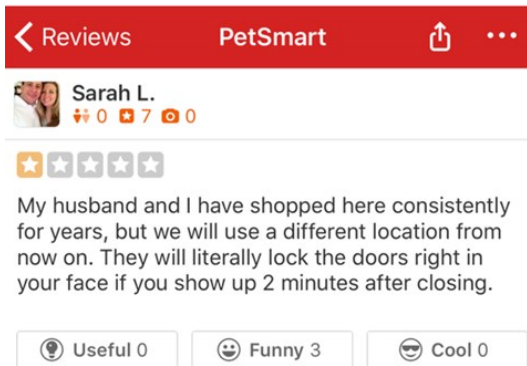 Reviews PetSmart
Sarah L.
0 7 0
My husband and I have shopped here consistently
for years, but we will use a different location from
now on. They will literally lock the doors right in
your face if you show up 2 minutes after closing.
Useful 0 Funny 3 Cool 0